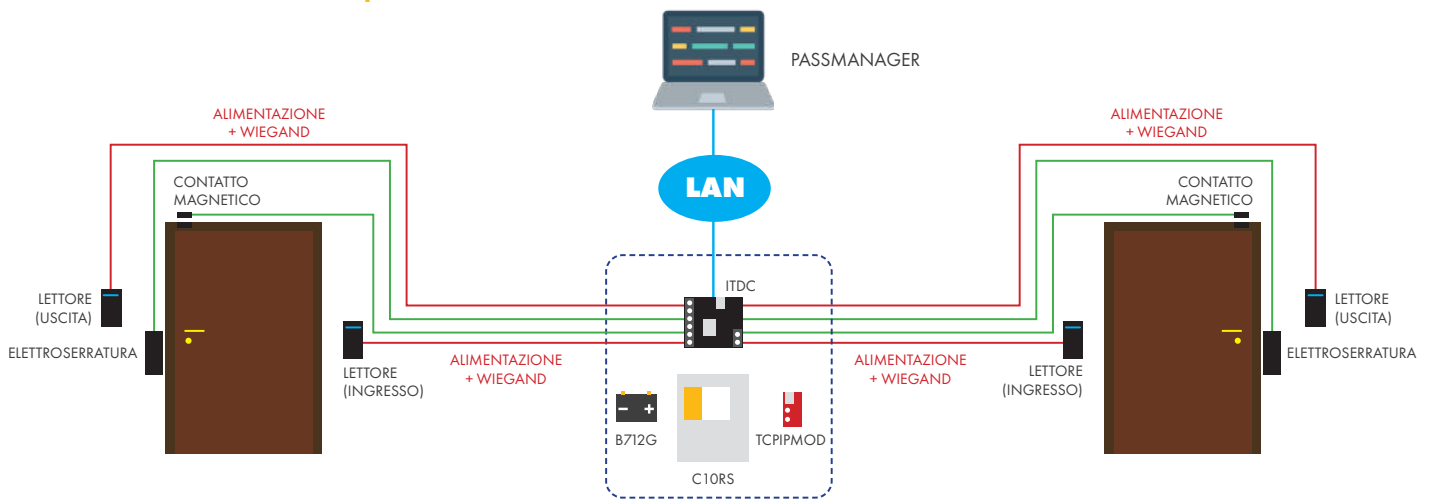 PASSMANAGER
ALIMENTAZIONE
+ WIEGAND
ALIMENTAZIONE
+ WIEGAND
CONTATTO
MAGNETICO
LAN
CONTATTO
MAGNETICO
ITDC
LETTORE
(USCITA)
LETTORE
(USCITA)
ELETTROSERRATURA
ELETTROSERRATURA
LETTORE
(INGRESSO)
ALIMENTAZIONE
+ WIEGAND
ALIMENTAZIONE
+ WIEGAND
LETTORE
(INGRESSO)
B712G
TCPIPMOD
C10RS